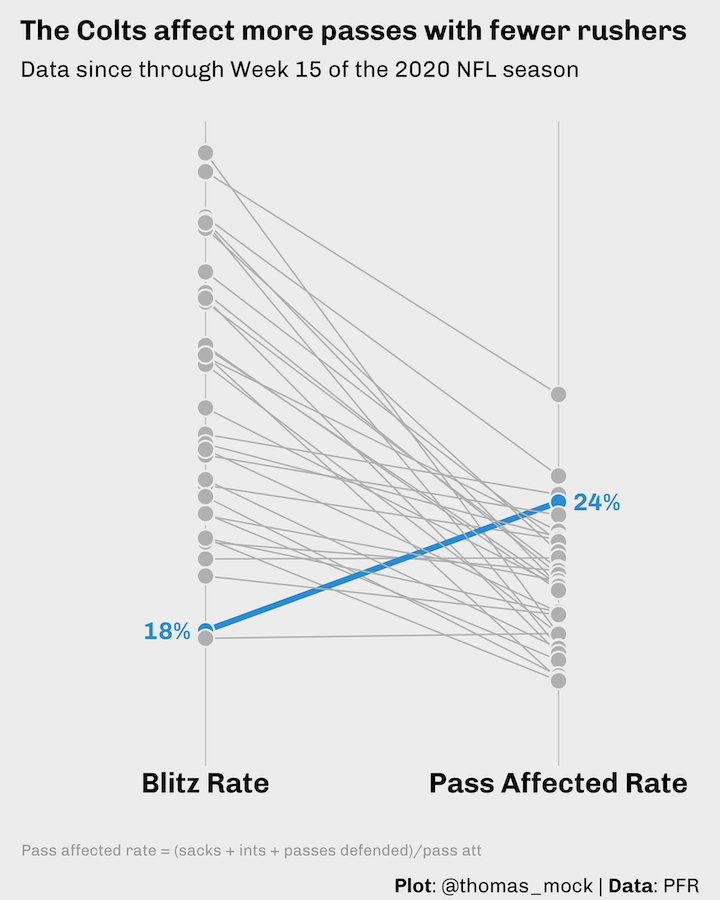 The Colts affect more passes with fewer rushers
Data since through Week 15 of the 2020 NFL season
24%
18%
Blitz Rate
Pass Affected Rate
Pass affected rate = (sacks + ints + passes defended)/pass att
Plot: @thomas_mock | Data: PFR